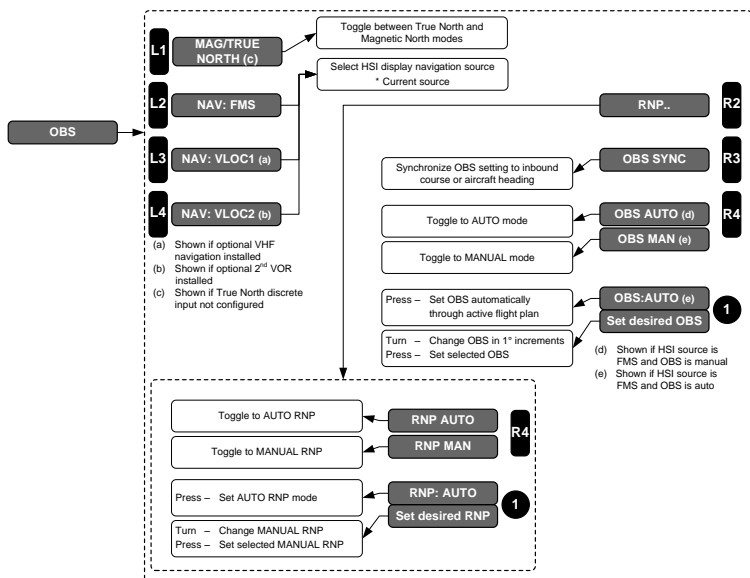 OBS
L1
MAG/TRUE
NORTH (c)
Toggle between True North and
Magnetic North modes
Select HSI display navigation source
* Current source
L2
NAV: FMS
L3
NAV: VLOC1 (a)
L4
NAV: VLOC2 (b)
(a) Shown if optional VHF
navigation installed
(b) Shown if optional 2nd VOR
installed
(c) Shown if True North discrete
input not configured
RNP..
R2
Synchronize OBS setting to inbound
course or aircraft heading
OBS SYNC
R3
Toggle to AUTO mode
OBS AUTO (d)
R4
Toggle to MANUAL mode
OBS MAN (e)
Press – Set OBS automatically
through active flight plan
OBS:AUTO (e)
1
Set desired OBS
Turn – Change OBS in 1° increments
Press – Set selected OBS
(d) Shown if HSI source is
FMS and OBS is manual
(e) Shown if HSI source is
FMS and OBS is auto
Toggle to AUTO RNP
RNP AUTO
R4
Toggle to MANUAL RNP
RNP MAN
Press – Set AUTO RNP mode
RNP: AUTO
1
Set desired RNP
Turn – Change MANUAL RNP
Press – Set selected MANUAL RNP